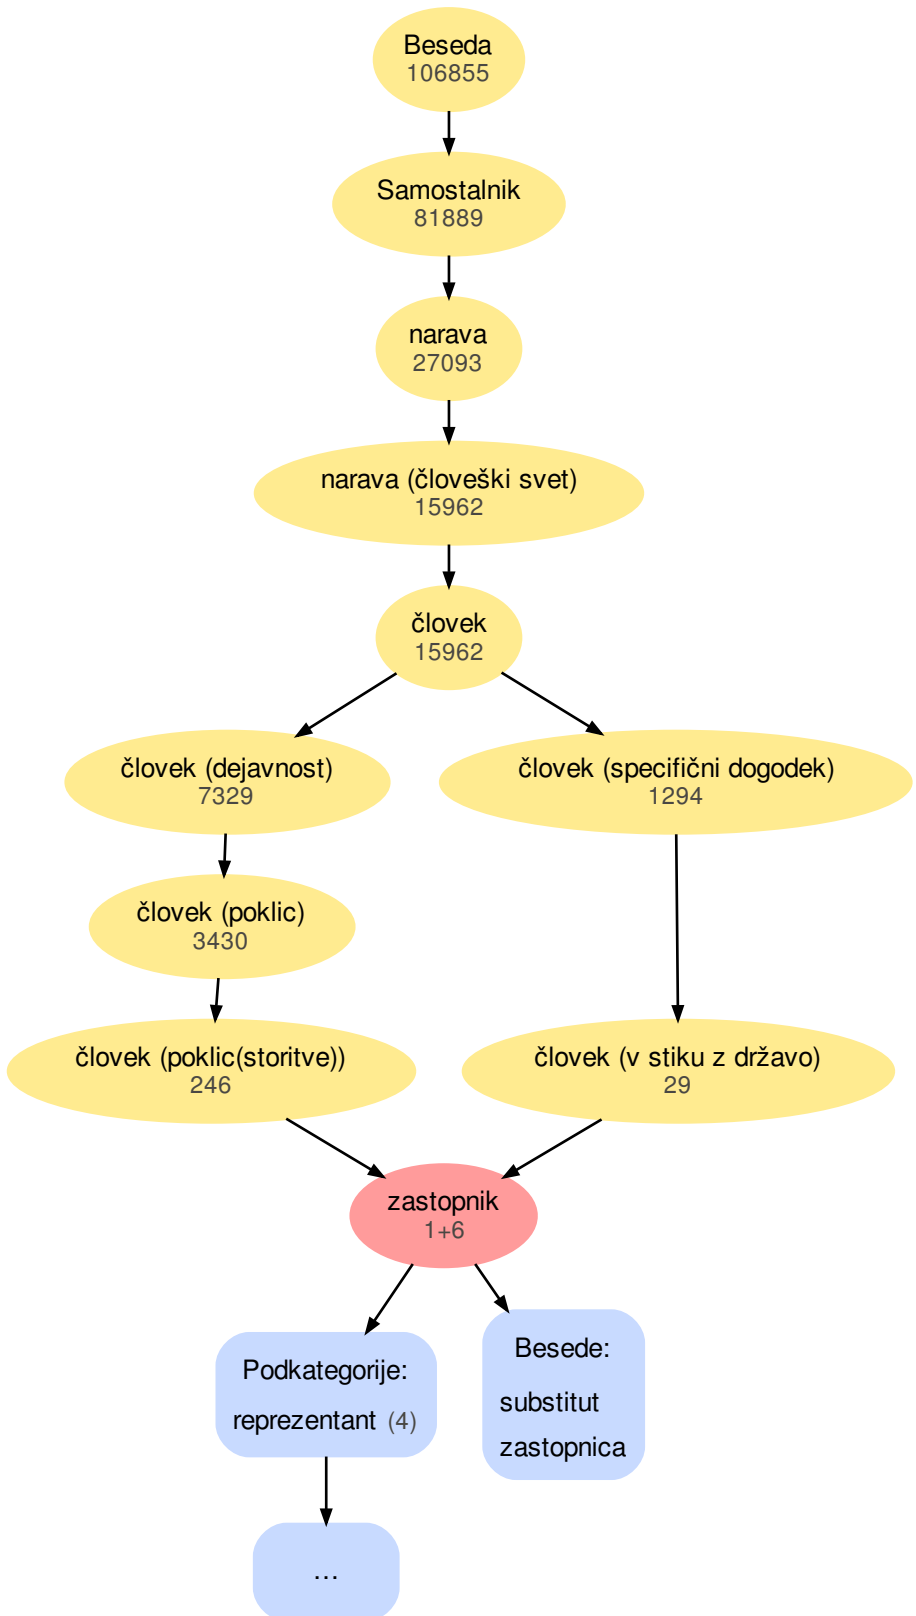 Beseda
106855
Samostalnik
81889
narava
27093
narava (človeški svet)
15962
človek
15962
človek (dejavnost)
7329
človek (specifični dogodek)
1294
človek (poklic)
3430
človek (poklic(storitve))
246
človek (v stiku z državo)
29
zastopnik
1+6
Podkategorije:
reprezentant (4)
Besede:
substitut
zastopnica
...